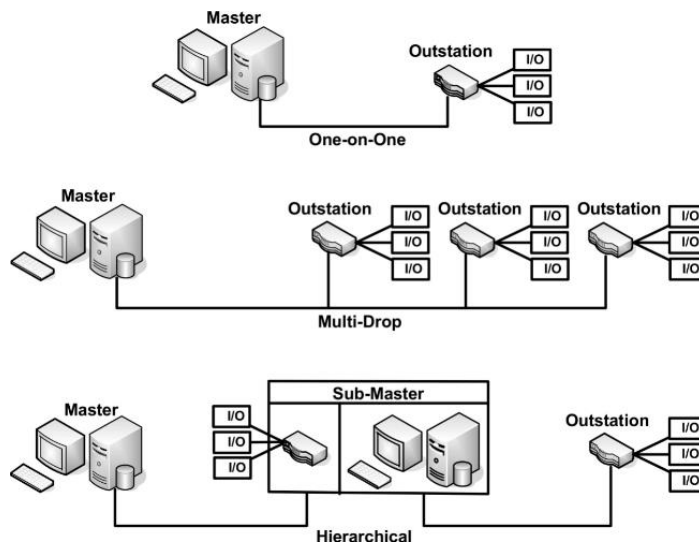 Master
Outstation
I/O
I/O
I/O
One-on-One
Master
Outstation
Outstation
Outstation
I/O
I/O
I/O
I/O
I/O
I/O
I/O
I/O
I/O
Multi-Drop
Sub-Master
Master
Outstation
I/O
I/O
I/O
I/O
I/O
I/O
Hierarchical